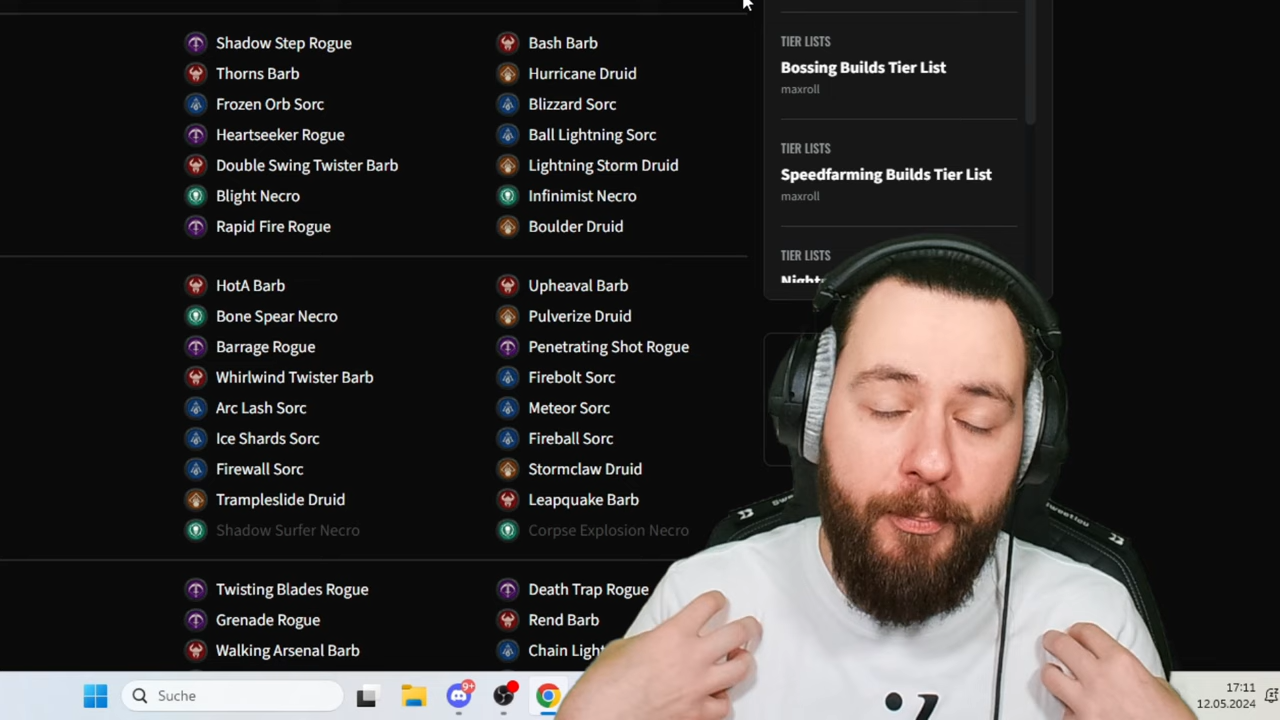 Shadow Step Rogue
Thorns Barb
Frozen Orb Sorc
Heartseeker Rogue
Double Swing Twister Barb
Blight Necro
Rapid Fire Rogue
Bash Barb
Hurricane Druid
Blizzard Sorc
Ball Lightning Sorc
Lightning Storm Druid
Infinimist Necro
Boulder Druid
HotA Barb
Bone Spear Necro
Barrage Rogue
Whirlwind Twister Barb
Arc Lash Sorc
Ice Shards Sorc
Firewall Sorc
Trampleslide Druid
Shadow Surfer Necro
Upheaval Barb
Pulverize Druid
Penetrating Shot Rogue
Firebolt Sorc
Meteor Sorc
Fireball Sorc
Stormclaw Druid
Leapquake Barb
Corpse Explosion Necro
Twisting Blades Rogue
Grenade Rogue
Walking Arsenal Barb
Death Trap Rogue
Rend Barb
Chain Light
TIER LISTS
Bossing Builds Tier List
maxroll
TIER LISTS
Speedfarming Builds Tier List
maxroll
TIER LISTS
Suche
9+
17:11
12.05.2024